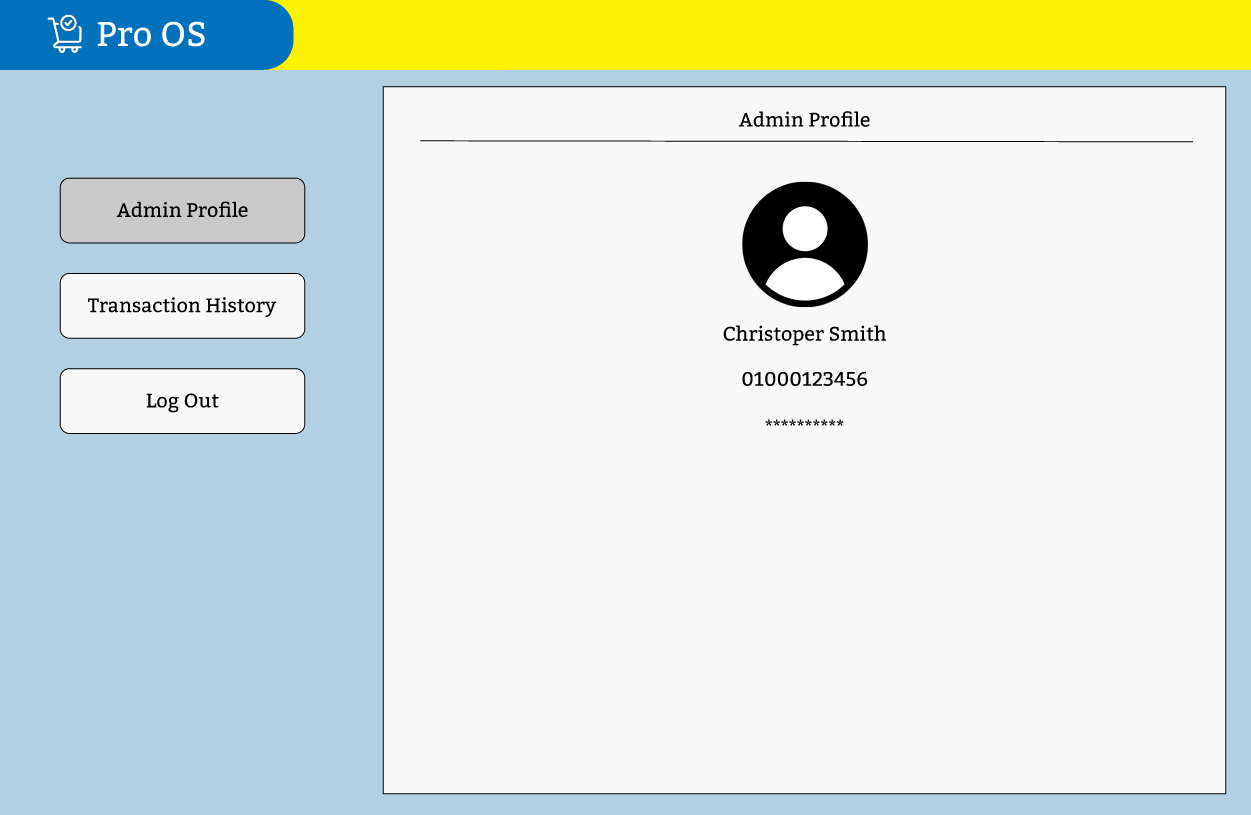 Pro OS
Admin Profile
Transaction History
Log Out
Admin Profile
Christoper Smith
01000123456
**********